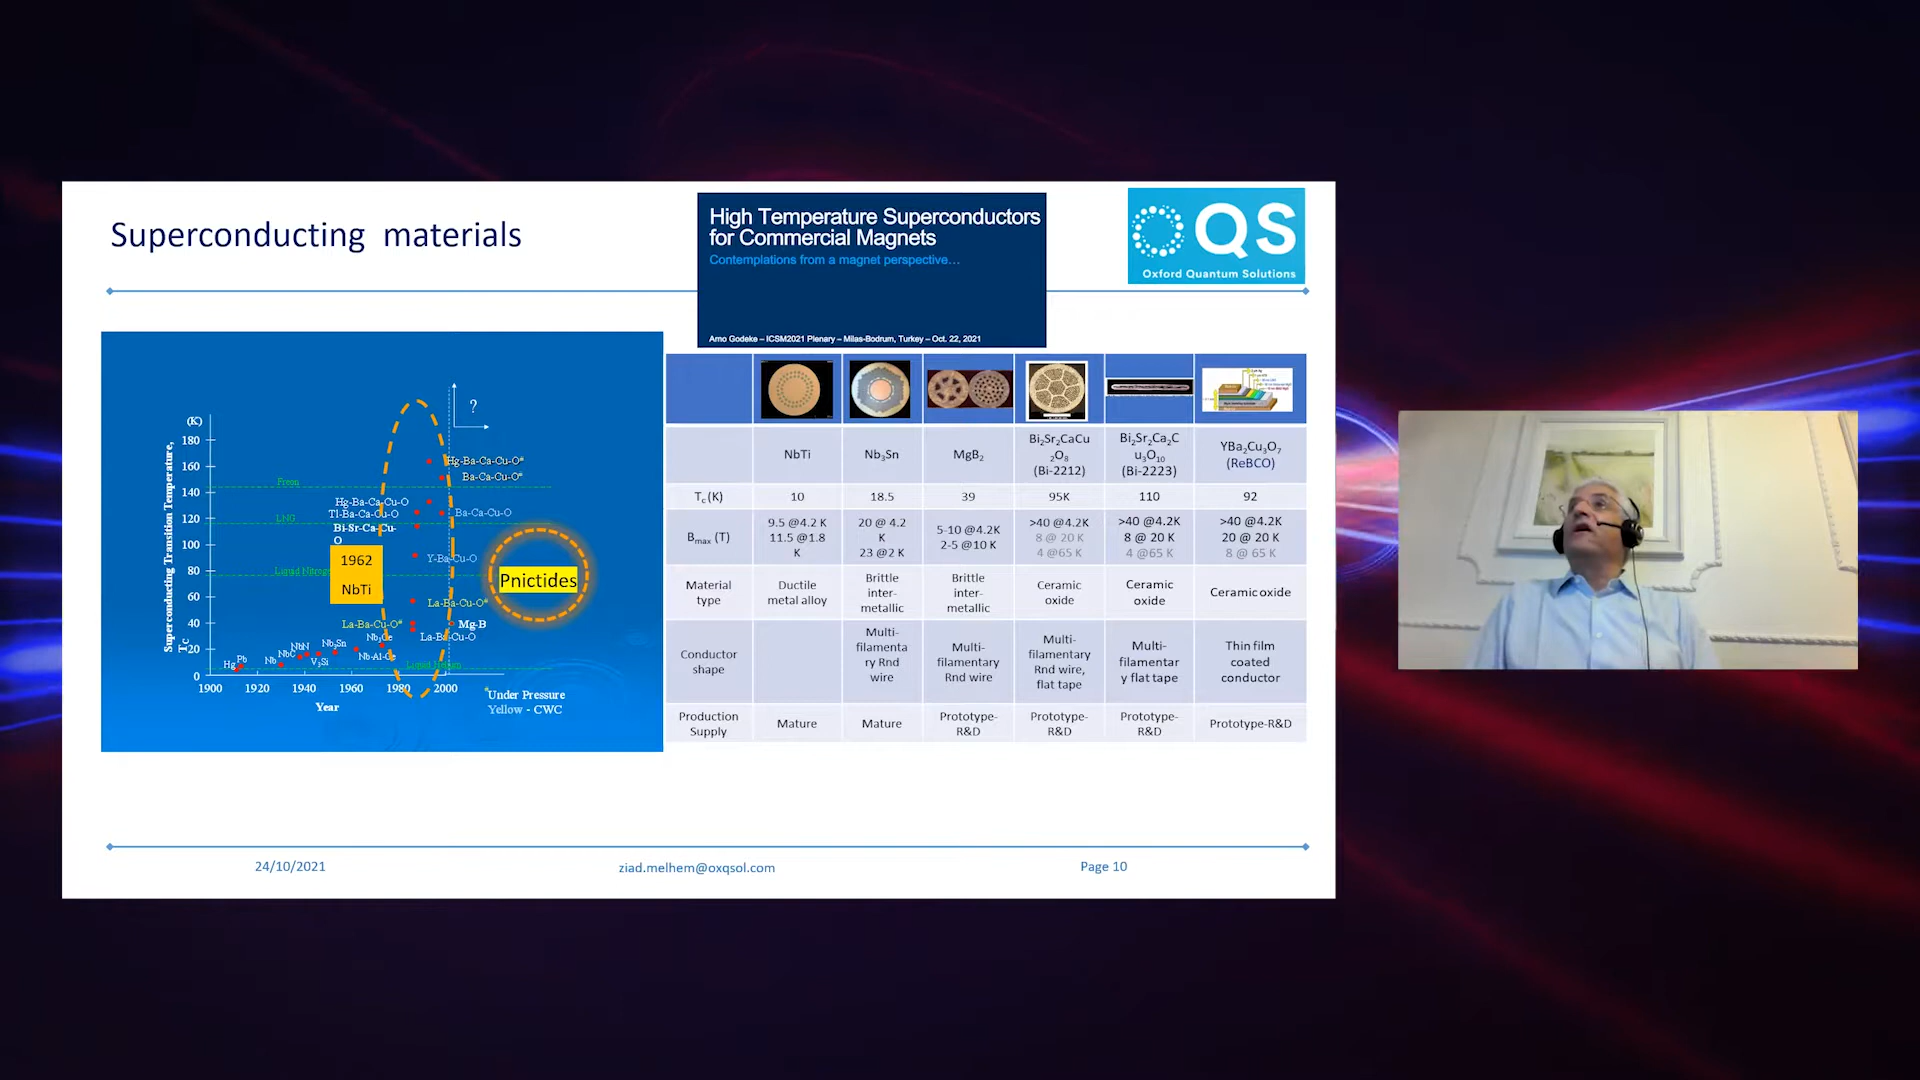 Superconducting materials
High Temperature Superconductors
for Commercial Magnets
Contemplations from a magnet perspective…
Arno Godeke – ICSM2021 Plenary – Milas-Bodrum, Turkey – Oct. 22, 2021
QS
Oxford Quantum Solutions
Superconducting Transition Temperature,
Tc
(K)
180
160
140
120
100
80
60
40
20
0
1900 1920 1940 1960 1980 2000
Year
?
Freon
LNG
Liquid Nitrogen
Liquid Helium
Hg-Ba-Ca-Cu-O*
Ba-Ca-Cu-O*
Hg-Ba-Ca-Cu-O
Tl-Ba-Ca-Cu-O
Ba-Ca-Cu-O
Bi-Sr-Ca-Cu-
O
1962
NbTi
Y-Ba-Cu-O
Pnictides
La-Ba-Cu-O*
La-Ba-Cu-O*
Mg-B
La-Ba-Cu-O
Hg
Pb
Nb
NbC
NbN
V₃Si
Nb₃Sn
Nb-Al-Ge
Nb₃Ge
*Under Pressure
Yellow - CWC
NbTi
Nb₃Sn
MgB₂
Bi₂Sr₂CaCu
₂O₈
(Bi-2212)
Bi₂Sr₂Ca₂C
u₃O₁₀
(Bi-2223)
YBa₂Cu₃O₇
(ReBCO)
Tc (K) 10 18.5 39 95K 110 92
Bmax (T)
9.5 @4.2 K
11.5 @1.8
K
20 @ 4.2
K
23 @2 K
5-10 @4.2K
2-5 @10 K
>40 @4.2K
8 @ 20 K
4 @65 K
>40 @4.2K
8 @ 20 K
4 @65 K
>40 @4.2K
20 @ 20 K
8 @ 65 K
Material
type
Ductile
metal alloy
Brittle
inter-
metallic
Brittle
inter-
metallic
Ceramic
oxide
Ceramic
oxide
Ceramic oxide
Conductor
shape
Multi-
filamenta
ry Rnd
wire
Multi-
filamentary
Rnd wire
Multi-
filamentary
Rnd wire,
flat tape
Multi-
filamentar
y flat tape
Thin film
coated
conductor
Production
Supply
Mature
Mature
Prototype-
R&D
Prototype-
R&D
Prototype-
R&D
Prototype-R&D
24/10/2021
ziad.melhem@oxqsol.com
Page 10